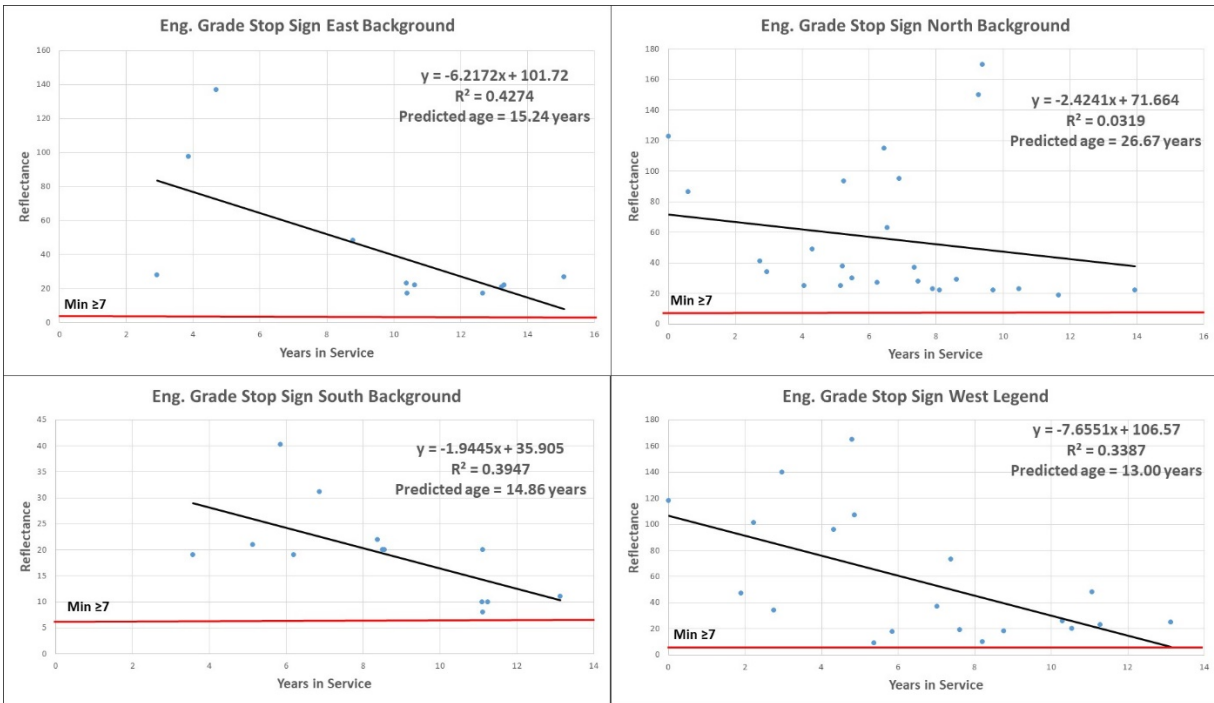 Eng. Grade Stop Sign East Background
y = -6.2172x + 101.72
R² = 0.4274
Predicted age = 15.24 years
160
140
120
100
80
60
40
20
0
Reflectance
Min ≥7
0 2 4 6 8 10 12 14 16
Years in Service
Eng. Grade Stop Sign North Background
y = -2.4241x + 71.664
R² = 0.0319
Predicted age = 26.67 years
180
160
140
120
100
80
60
40
20
0
Reflectance
Min ≥7
0 2 4 6 8 10 12 14 16
Years in Service
Eng. Grade Stop Sign South Background
y = -1.9445x + 35.905
R² = 0.3947
Predicted age = 14.86 years
45
40
35
30
25
20
15
10
5
0
Reflectance
Min ≥7
0 2 4 6 8 10 12 14
Years in Service
Eng. Grade Stop Sign West Legend
y = -7.6551x + 106.57
R² = 0.3387
Predicted age = 13.00 years
180
160
140
120
100
80
60
40
20
0
Reflectance
Min ≥7
0 2 4 6 8 10 12 14
Years in Service